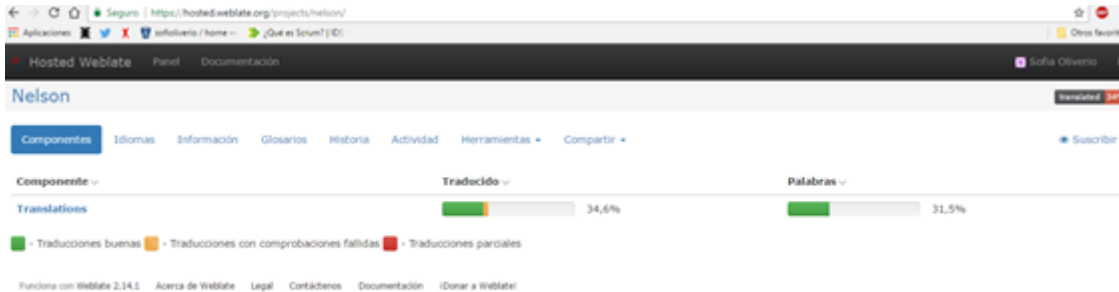 Seguro https://hosted.weblate.org/projects/nelson/
Aplicaciones sofioliverio / home — ¿Qué es Scrum? | (DS Otros favorit
Hosted Weblate Panel Documentación Sofia Oliverio
Nelson translated 34%
Componentes Idiomas Información Glosarios Historia Actividad Herramientas Compartir Suscribir
Componente Traducido Palabras
Translations 34,6% 31,5%
- Traducciones buenas - Traducciones con comprobaciones fallidas - Traducciones parciales
Funciona con Weblate 2.14.1 Acerca de Weblate Legal Contáctenos Documentación ¡Donar a Weblate!